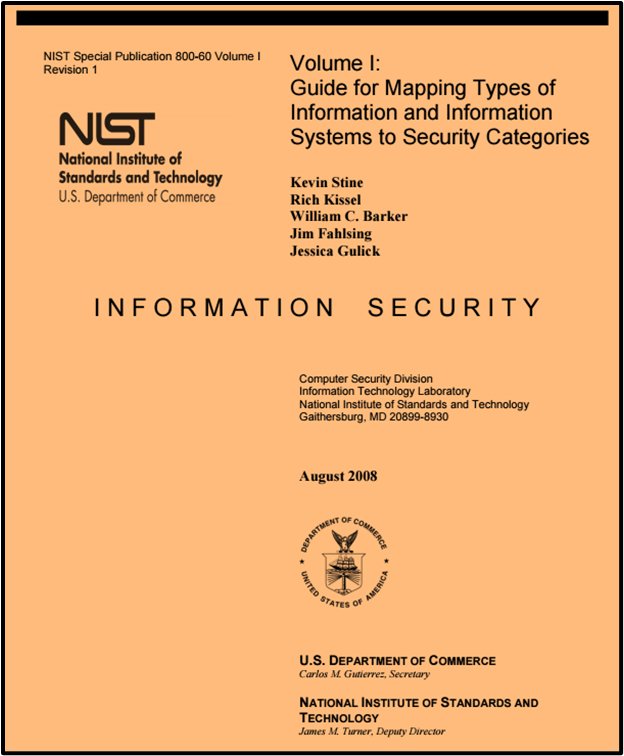 NIST Special Publication 800-60 Volume I
Revision 1
NIST
National Institute of
Standards and Technology
U.S. Department of Commerce
Volume I:
Guide for Mapping Types of
Information and Information
Systems to Security Categories
Kevin Stine
Rich Kissel
William C. Barker
Jim Fahlsing
Jessica Gulick
INFORMATION SECURITY
Computer Security Division
Information Technology Laboratory
National Institute of Standards and Technology
Gaithersburg, MD 20899-8930
August 2008
DEPARTMENT OF COMMERCE
UNITED STATES OF AMERICA
U.S. DEPARTMENT OF COMMERCE
Carlos M. Gutierrez, Secretary
NATIONAL INSTITUTE OF STANDARDS AND
TECHNOLOGY
James M. Turner, Deputy Director